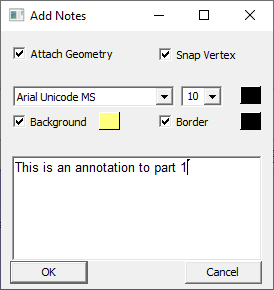 Add Notes
Attach Geometry Snap Vertex
Arial Unicode MS 10
Background Border
This is an annotation to part 1
OK Cancel